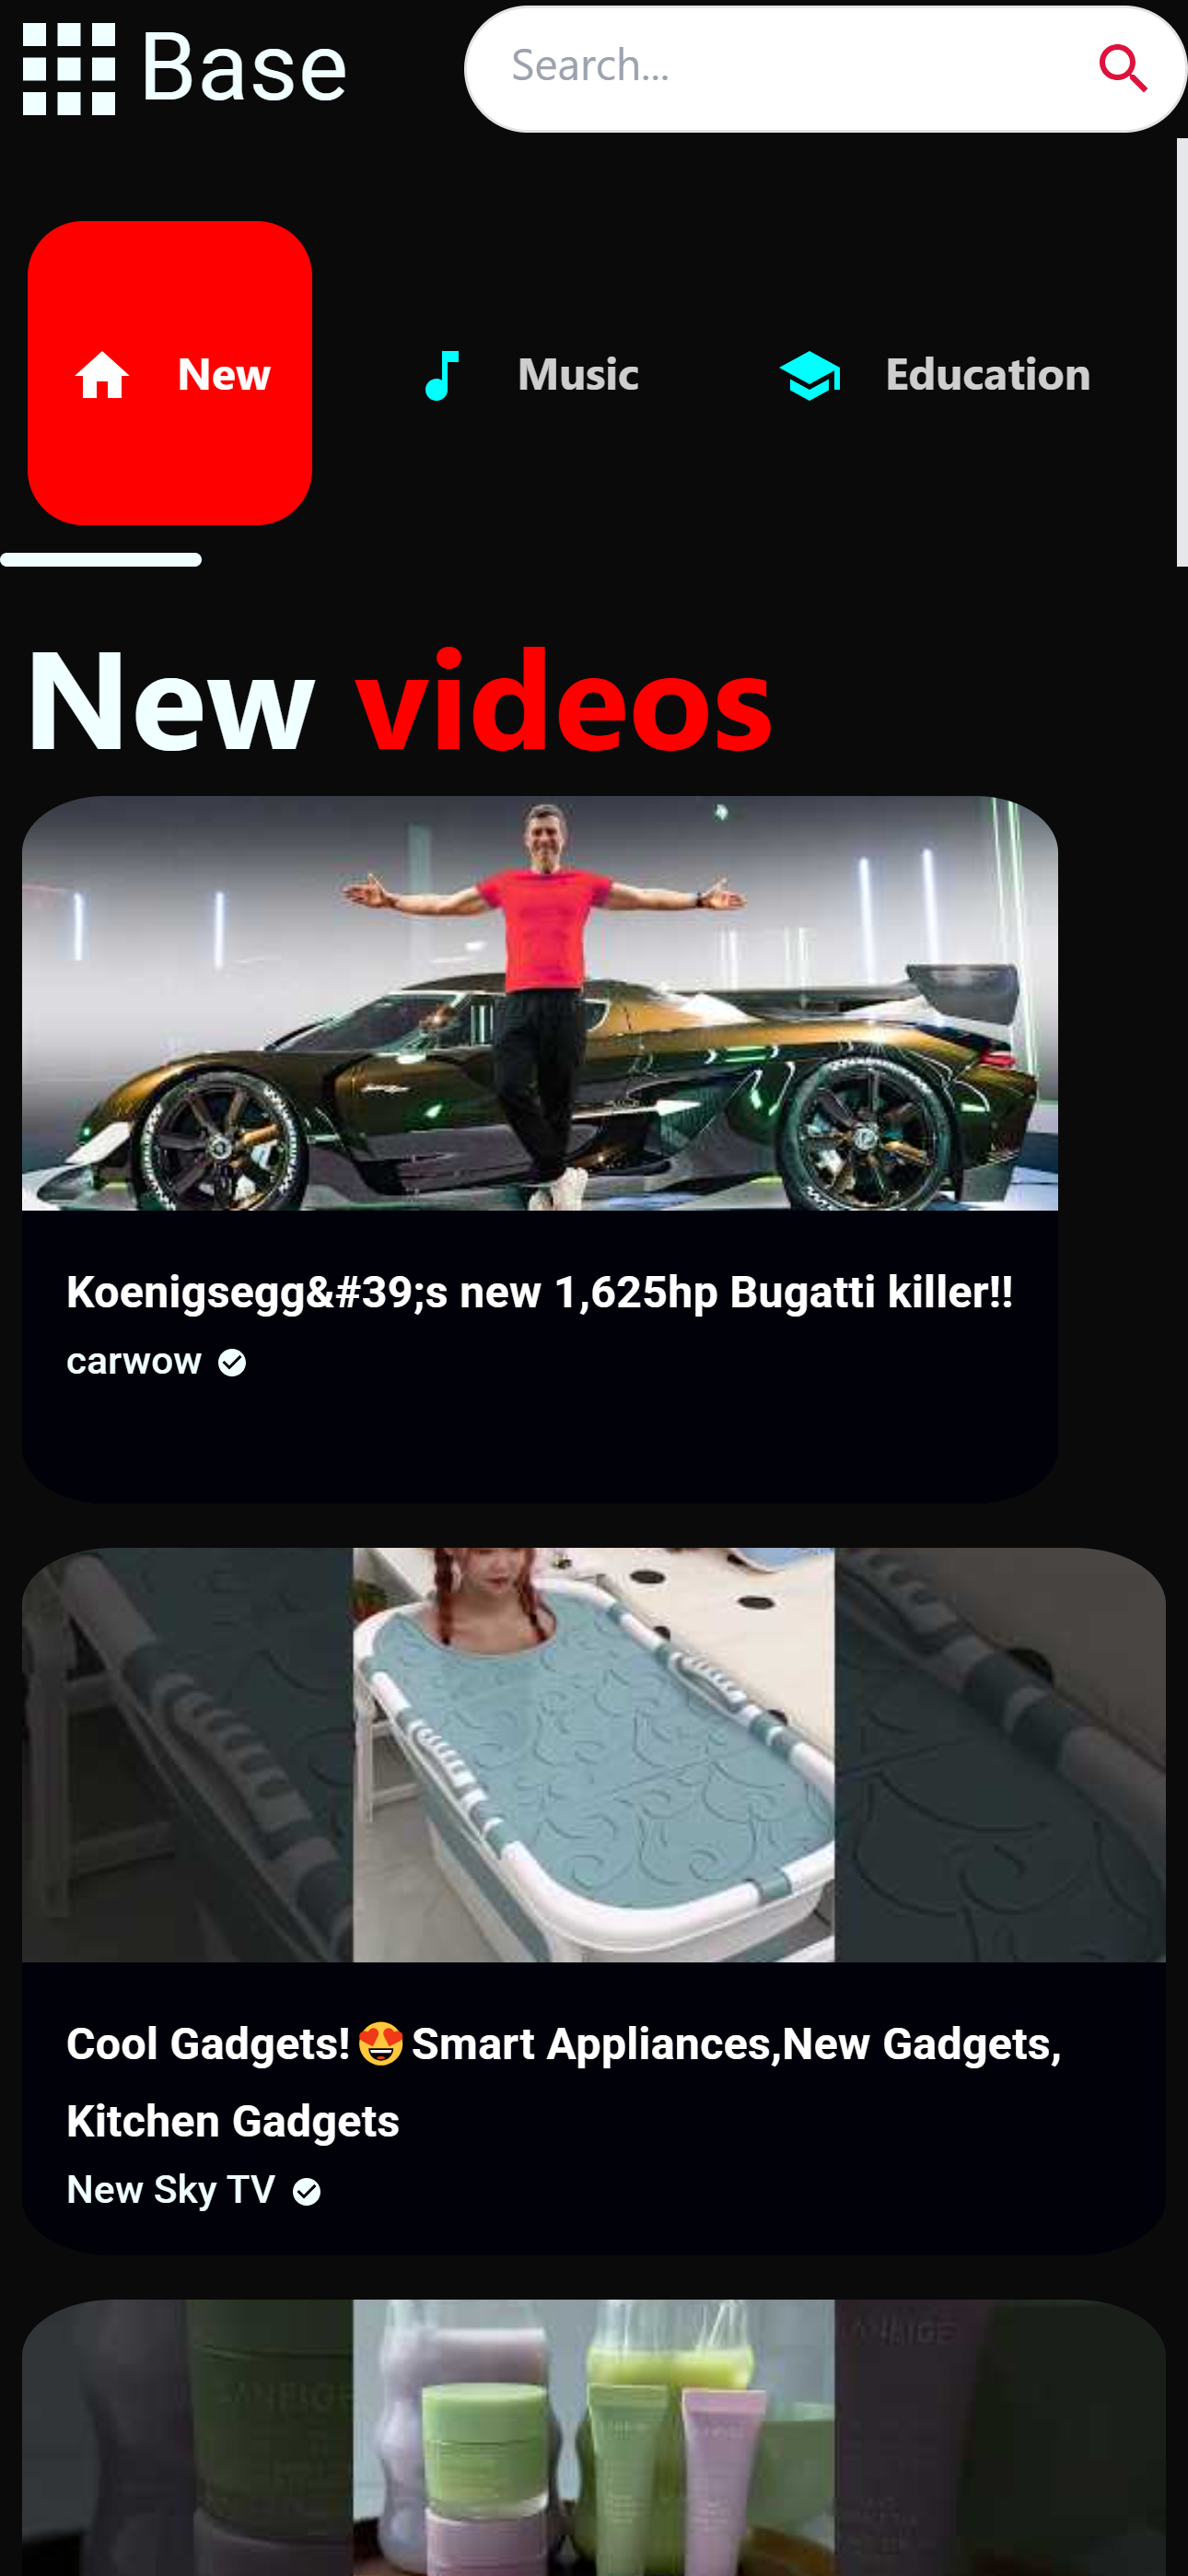 Base
Search...
New
Music
Education
New videos
Koenigsegg&#39;s new 1,625hp Bugatti killer!!
carwow
Cool Gadgets!😍Smart Appliances,New Gadgets,
Kitchen Gadgets
New Sky TV